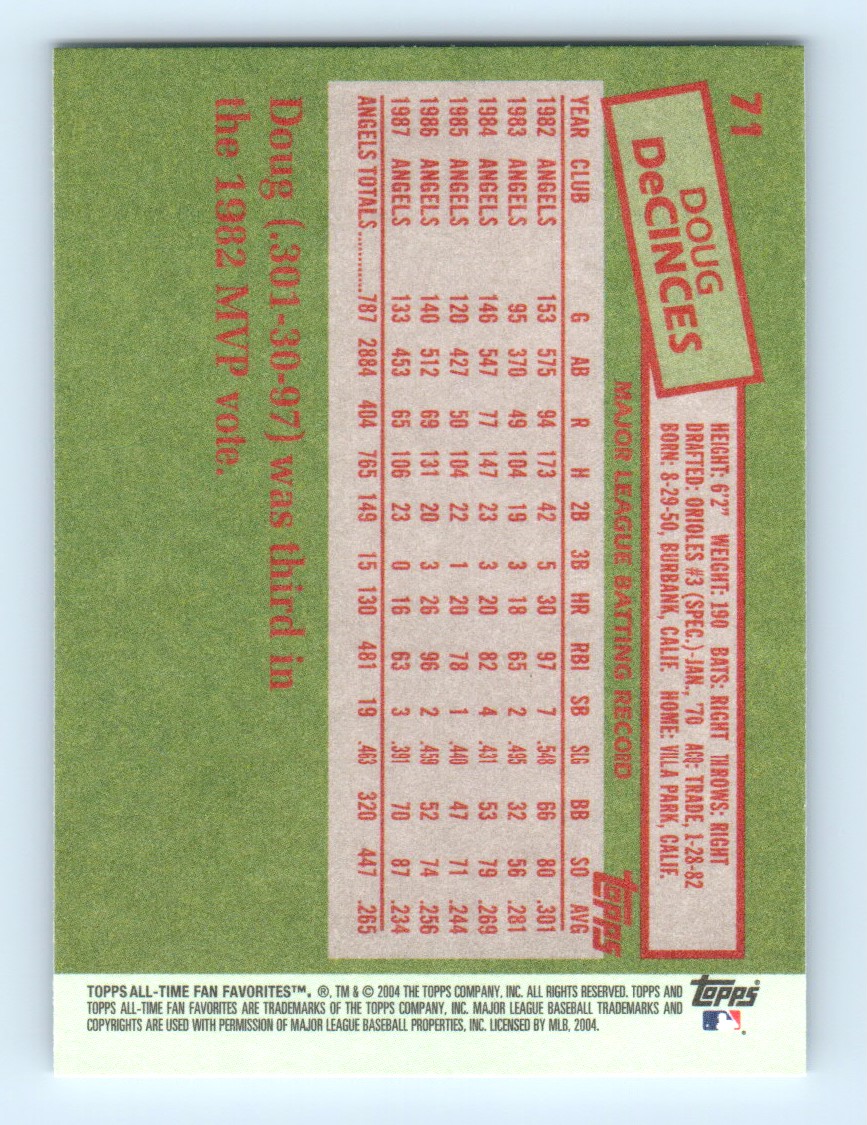 71
DOUG
DeCINCES
HEIGHT: 6'2" WEIGHT: 190 BATS: RIGHT THROWS: RIGHT
DRAFTED: ORIOLES #3 (SPEC.)-JAN., '70 ACQ: TRADE, 1-28-82
BORN: 8-29-50, BURBANK, CALIF. HOME: VILLA PARK, CALIF.
MAJOR LEAGUE BATTING RECORD
topps
YEAR CLUB G AB R H 2B 3B HR RBI SB SLG BB SO AVG
1982 ANGELS 153 575 94 173 42 5 30 97 7 .548 66 80 .301
1983 ANGELS 95 370 49 104 19 3 18 65 2 .495 32 56 .281
1984 ANGELS 146 547 77 147 23 3 20 82 4 .431 53 79 .269
1985 ANGELS 120 427 50 104 22 1 20 78 1 .440 47 71 .244
1986 ANGELS 140 512 69 131 20 3 26 96 2 .459 52 74 .256
1987 ANGELS 133 453 65 106 23 0 16 63 3 .391 70 87 .234
ANGELS TOTALS............ 787 2884 404 765 149 15 130 481 19 .463 320 447 .265
Doug (.301-30-97) was third in
the 1982 MVP vote.
TOPPS ALL-TIME FAN FAVORITES™. ®, TM & © 2004 THE TOPPS COMPANY, INC. ALL RIGHTS RESERVED. TOPPS AND
TOPPS ALL-TIME FAN FAVORITES ARE TRADEMARKS OF THE TOPPS COMPANY, INC. MAJOR LEAGUE BASEBALL TRADEMARKS AND
COPYRIGHTS ARE USED WITH PERMISSION OF MAJOR LEAGUE BASEBALL PROPERTIES, INC. LICENSED BY MLB, 2004.
topps